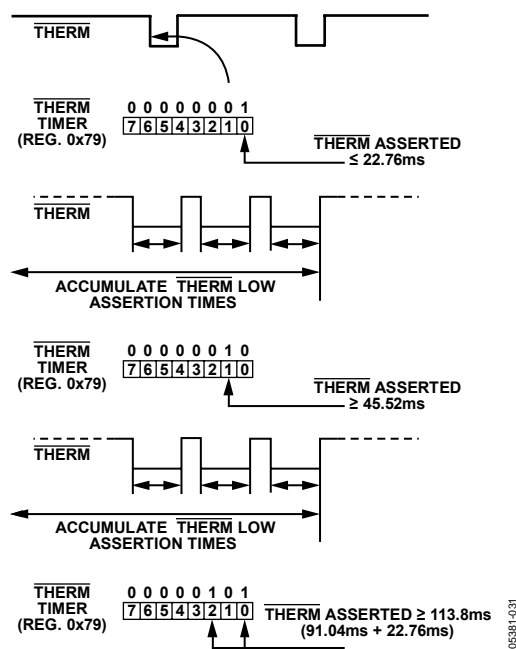 THERM
THERM
TIMER
(REG. 0x79)
0 0 0 0 0 0 0 1
7 6 5 4 3 2 1 0
THERM ASSERTED
≤ 22.76ms
THERM
ACCUMULATE THERM LOW
ASSERTION TIMES
THERM
TIMER
(REG. 0x79)
0 0 0 0 0 0 1 0
7 6 5 4 3 2 1 0
THERM ASSERTED
≥ 45.52ms
THERM
ACCUMULATE THERM LOW
ASSERTION TIMES
THERM
TIMER
(REG. 0x79)
0 0 0 0 0 1 0 1
7 6 5 4 3 2 1 0
THERM ASSERTED ≥ 113.8ms
(91.04ms + 22.76ms)
05381-031